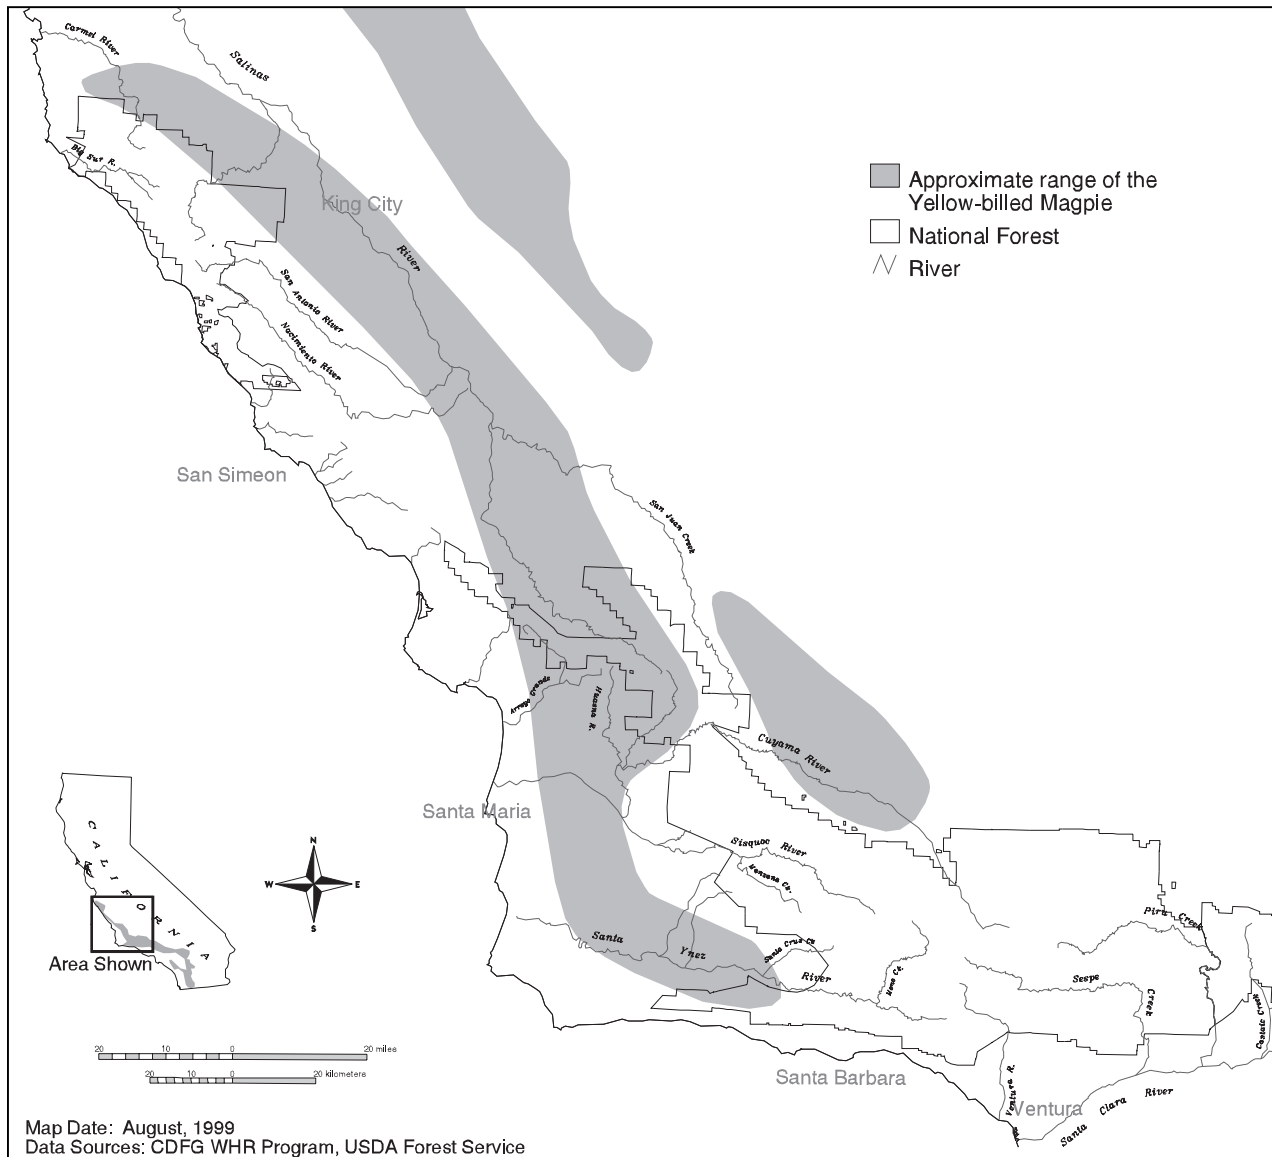 Carmel River
Salinas
Big Sur R.
King City
River
San Antonio River
Nacimiento River
San Simeon
San Juan Creek
Arroyo Grande
Huasna R.
Cuyama River
Santa Maria
Sisquoc River
Manzana Ck.
Santa Ynez River
Santa Cruz Ck
Mono Ck
Piru Creek
Sespe Creek
Castaic Creek
Santa Barbara
Ventura R.
Ventura
Santa Clara River
Approximate range of the
Yellow-billed Magpie
National Forest
River
CALIFORNIA
Area Shown
N
W E
S
20 10 0 20 miles
20 10 0 20 kilometers
Map Date: August, 1999
Data Sources: CDFG WHR Program, USDA Forest Service